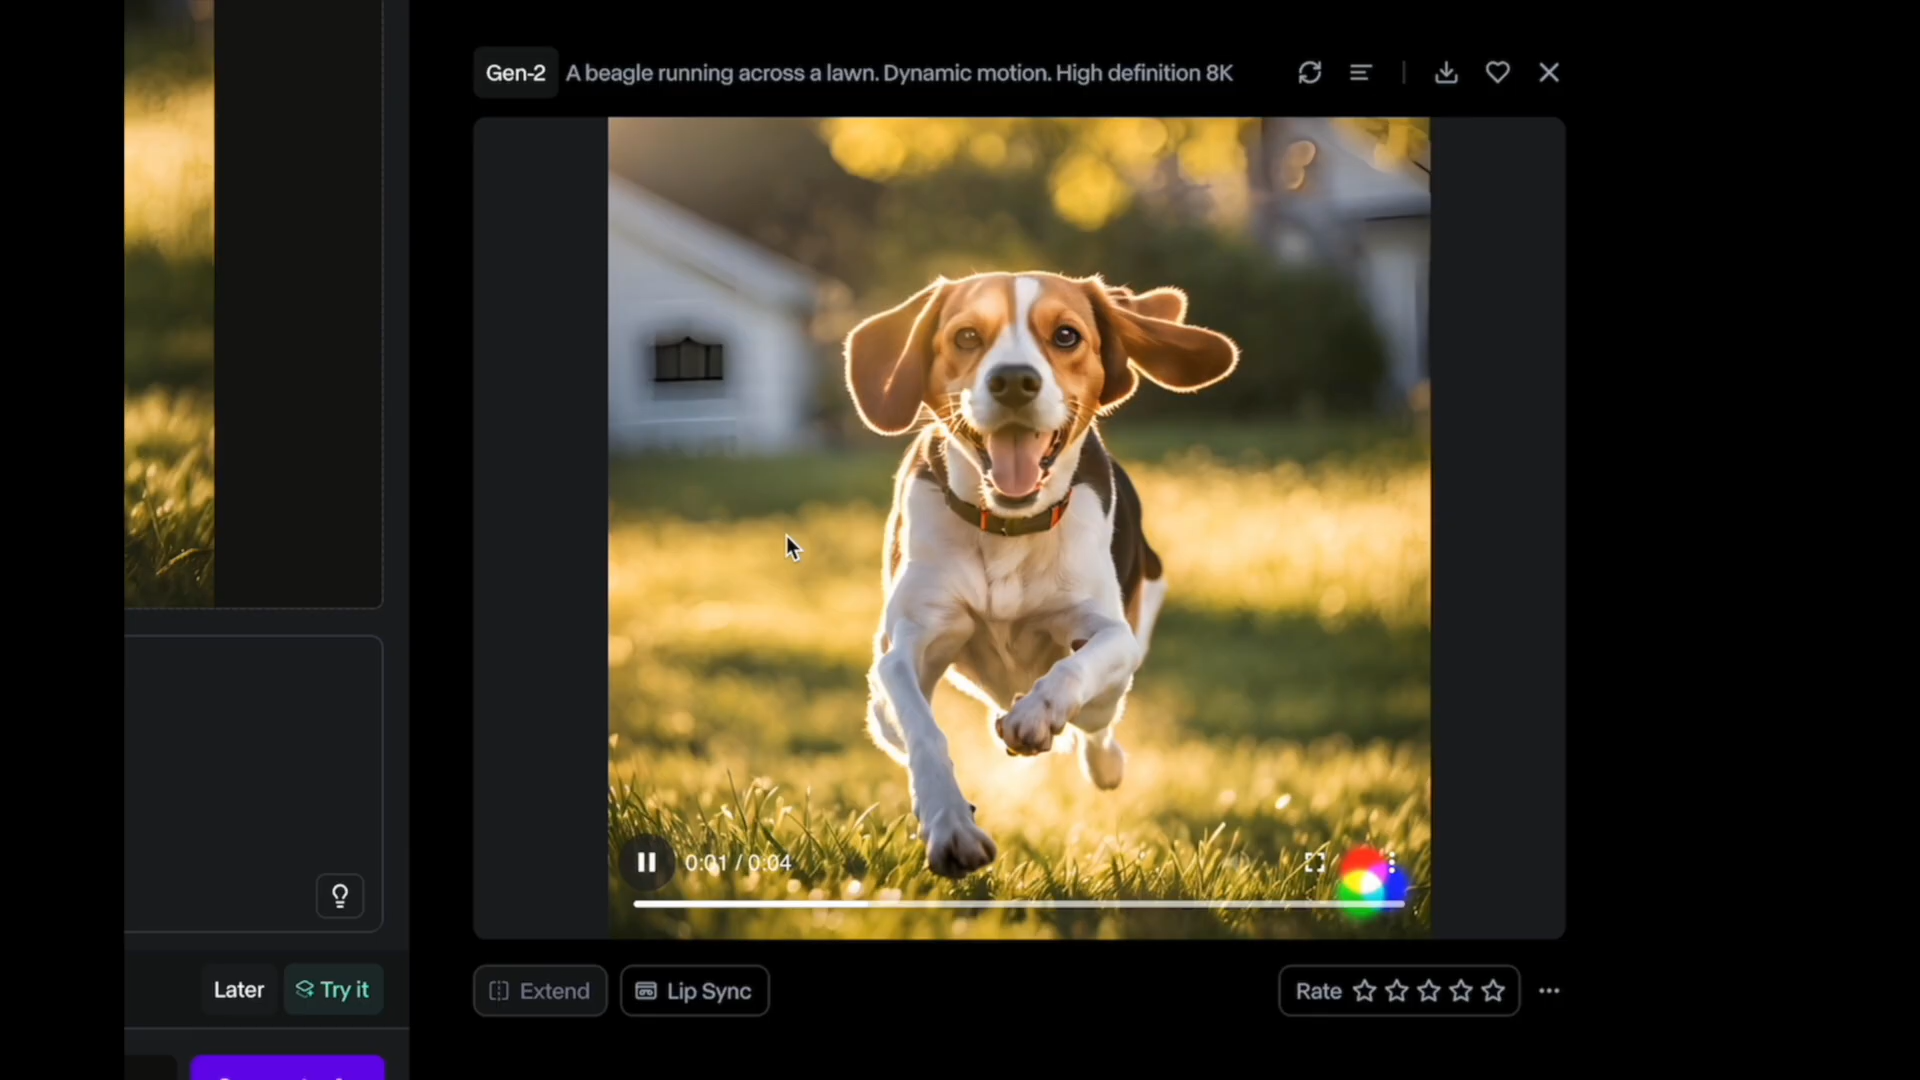 Gen-2 A beagle running across a lawn. Dynamic motion. High definition 8K
0:01 / 0:04
Later Try it
Extend Lip Sync Rate